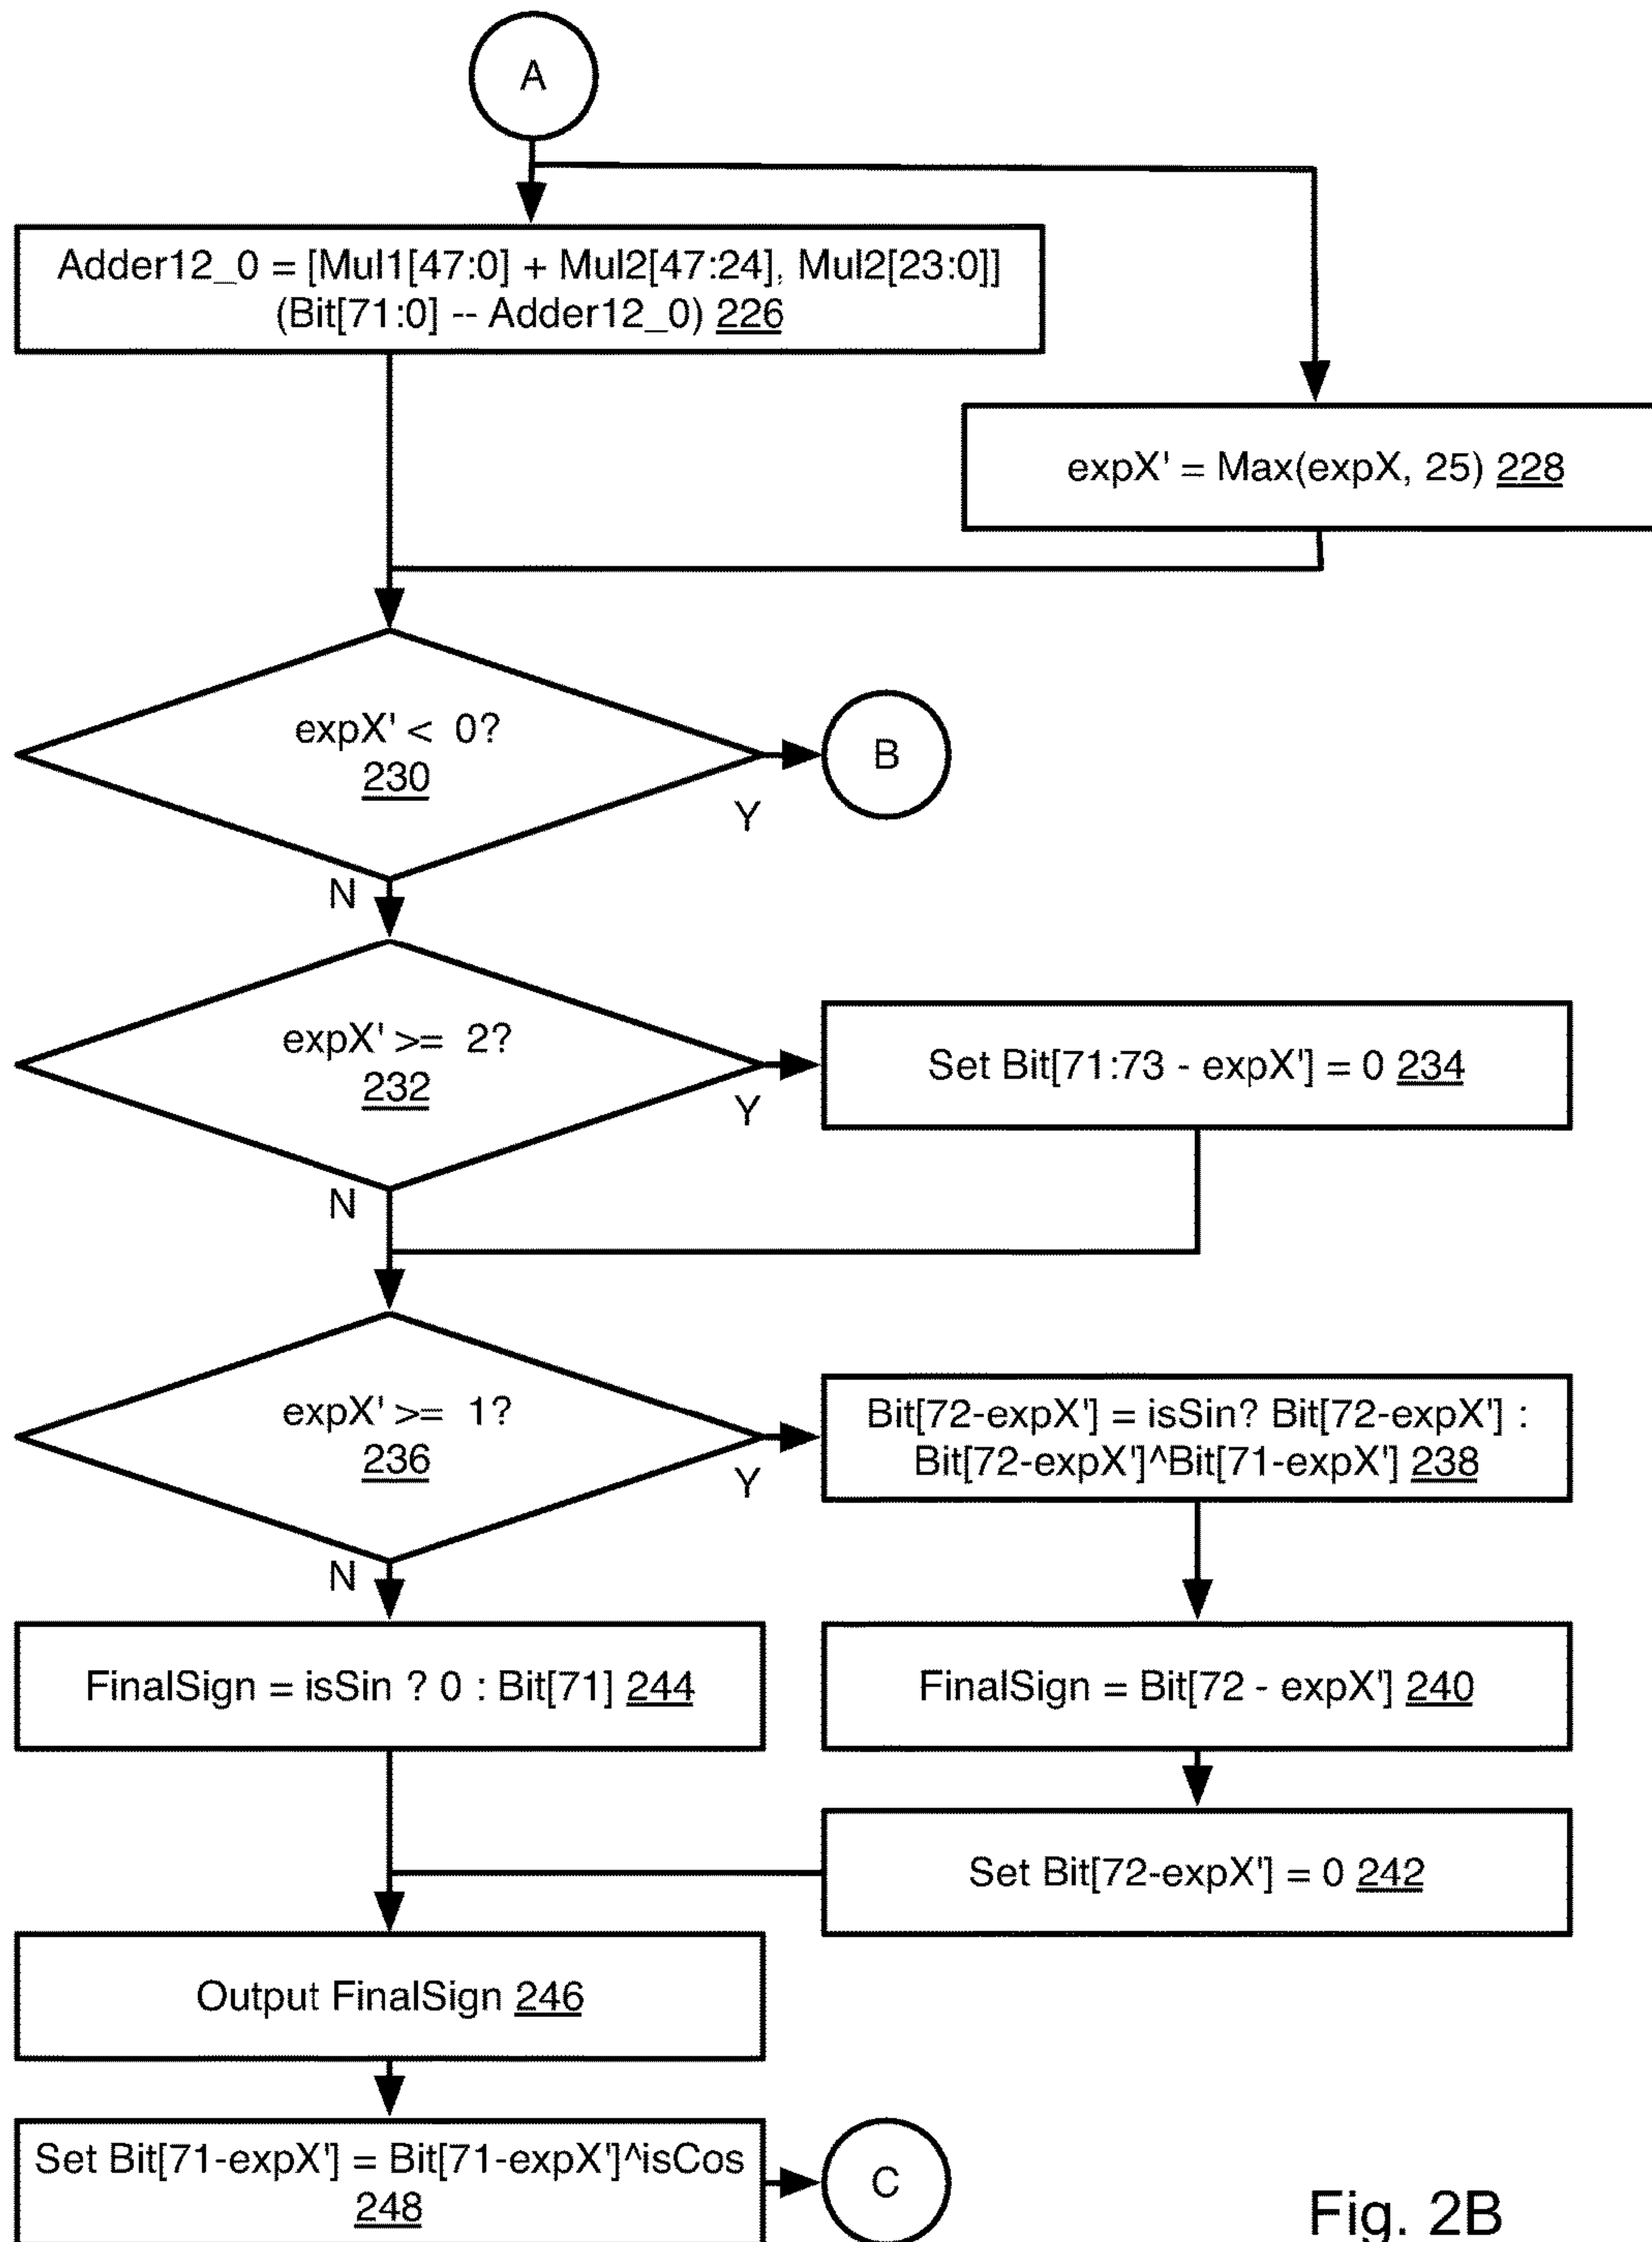 A
Adder12_0 = [Mul1[47:0] + Mul2[47:24], Mul2[23:0]]
(Bit[71:0] -- Adder12_0) 226
expX' = Max(expX, 25) 228
expX' < 0?
230
Y
B
N
expX' >= 2?
232
Y
Set Bit[71:73 - expX'] = 0 234
N
expX' >= 1?
236
Y
Bit[72-expX'] = isSin? Bit[72-expX'] :
Bit[72-expX']^Bit[71-expX'] 238
N
FinalSign = isSin ? 0 : Bit[71] 244
FinalSign = Bit[72 - expX'] 240
Set Bit[72-expX'] = 0 242
Output FinalSign 246
Set Bit[71-expX'] = Bit[71-expX']^isCos
248
C
Fig. 2B